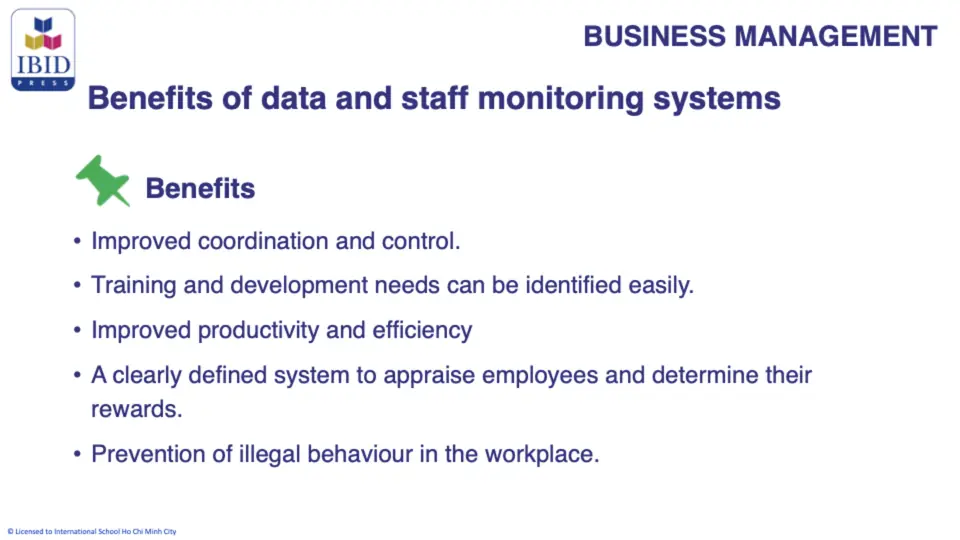 IBID
PRESS
BUSINESS MANAGEMENT
Benefits of data and staff monitoring systems
Benefits
• Improved coordination and control.
• Training and development needs can be identified easily.
• Improved productivity and efficiency
• A clearly defined system to appraise employees and determine their
rewards.
• Prevention of illegal behaviour in the workplace.
© Licensed to International School Ho Chi Minh City